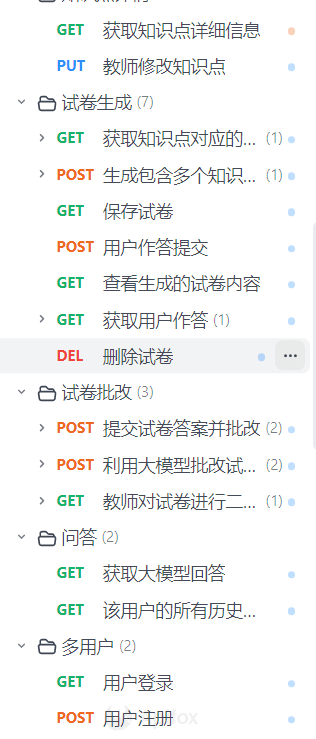 GET 获取知识点详细信息
PUT 教师修改知识点
试卷生成 (7)
GET 获取知识点对应的... (1)
POST 生成包含多个知识... (1)
GET 保存试卷
POST 用户作答提交
GET 查看生成的试卷内容
GET 获取用户作答 (1)
DEL 删除试卷
试卷批改 (3)
POST 提交试卷答案并批改 (2)
POST 利用大模型批改试... (2)
GET 教师对试卷进行二... (1)
问答 (2)
GET 获取大模型回答
GET 该用户的所有历史...
多用户 (2)
GET 用户登录
POST 用户注册